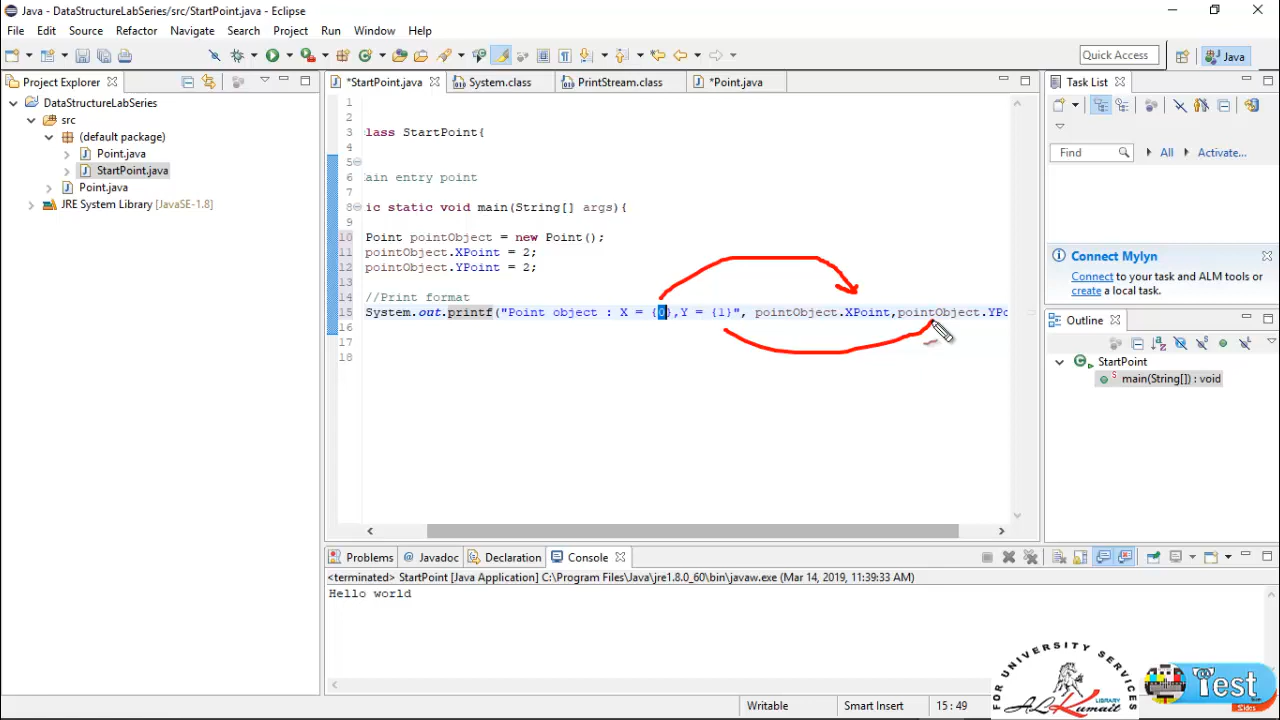 Java - DataStructureLabSeries/src/StartPoint.java - Eclipse
File Edit Source Refactor Navigate Search Project Run Window Help
Quick Access
Java
Project Explorer
*StartPoint.java
System.class
PrintStream.class
*Point.java
Task List
DataStructureLabSeries
src
(default package)
Point.java
StartPoint.java
Point.java
JRE System Library [JavaSE-1.8]
1
2
3 lass StartPoint{
4
5
6 ain entry point
7
8 ic static void main(String[] args){
9
10 Point pointObject = new Point();
11 pointObject.XPoint = 2;
12 pointObject.YPoint = 2;
13
14 //Print format
15 System.out.printf("Point object : X = {0},Y = {1}", pointObject.XPoint,pointObject.YPo
16
17
18
Find
All
Activate...
Connect Mylyn
Connect to your task and ALM tools or
create a local task.
Outline
StartPoint
main(String[]) : void
Problems
Javadoc
Declaration
Console
<terminated> StartPoint [Java Application] C:\Program Files\Java\jre1.8.0_60\bin\javaw.exe (Mar 14, 2019, 11:39:33 AM)
Hello world
Writable
Smart Insert
15 : 49
FOR UNIVERSITY SERVICES
LIBRARY
AL Kumait
Test
Slides